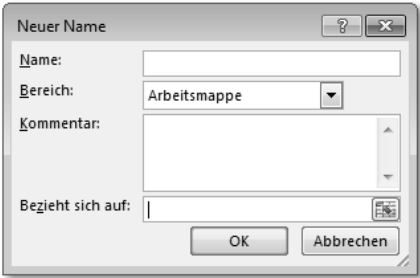 Neuer Name
Name:
Bereich: Arbeitsmappe
Kommentar:
Bezieht sich auf:
OK Abbrechen